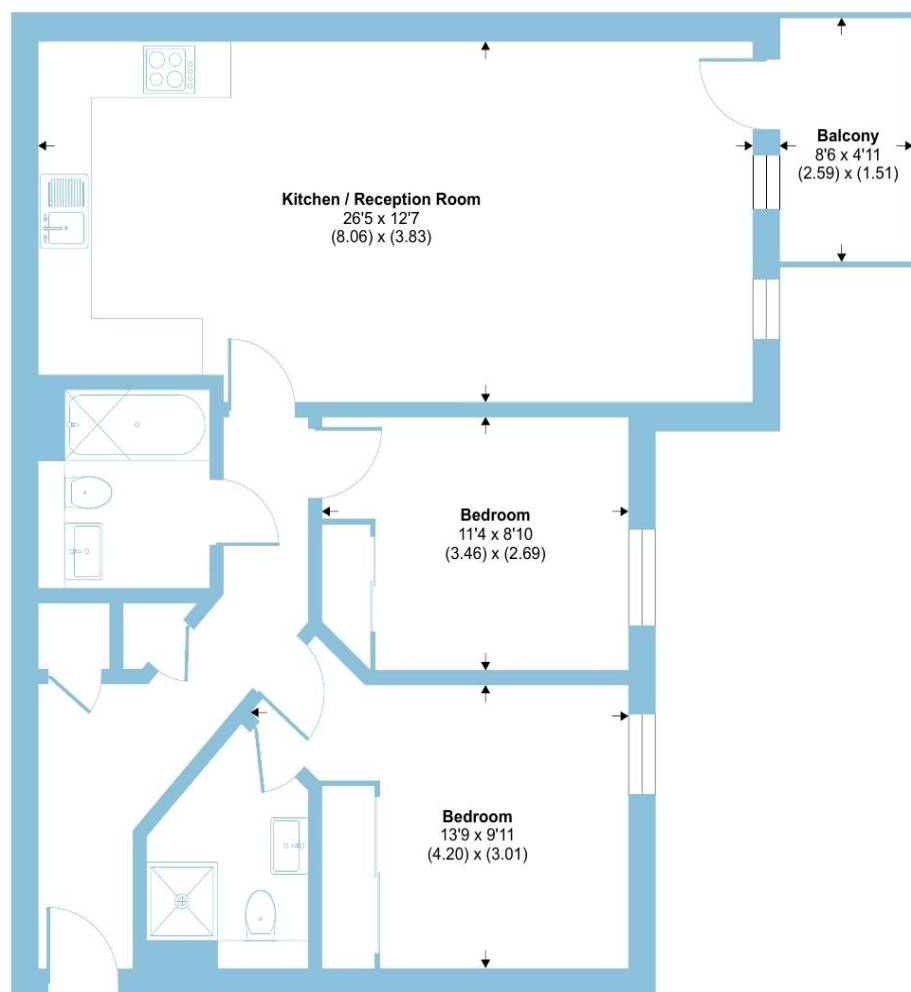 Balcony
8'6 x 4'11
(2.59) x (1.51)
Kitchen / Reception Room
26'5 x 12'7
(8.06) x (3.83)
Bedroom
11'4 x 8'10
(3.46) x (2.69)
Bedroom
13'9 x 9'11
(4.20) x (3.01)